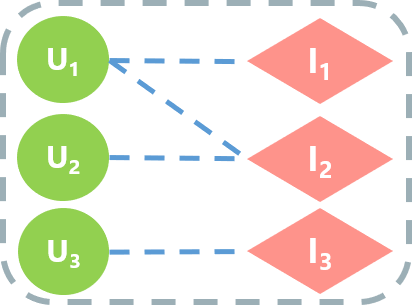 U₁ I₁
U₂ I₂
U₃ I₃